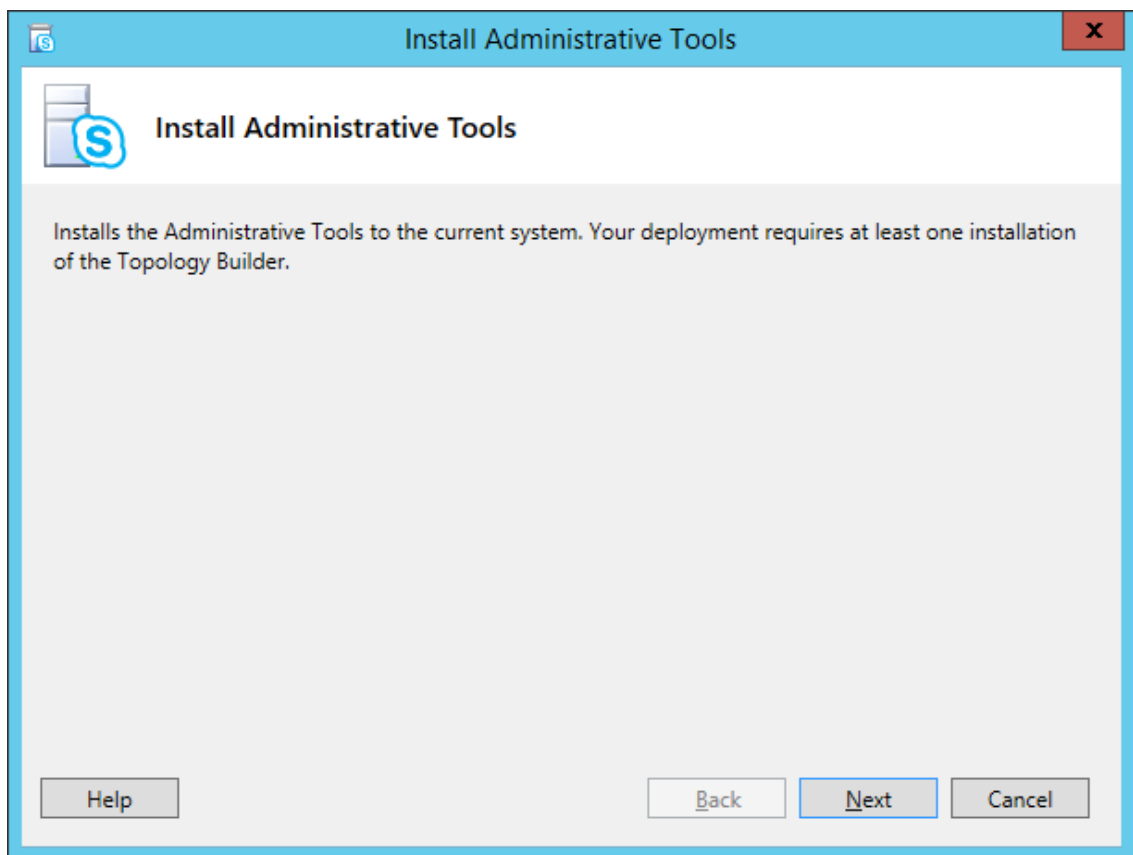 Install Administrative Tools
x
S
Install Administrative Tools
S
Installs the Administrative Tools to the current system. Your deployment requires at least one installation
of the Topology Builder.
Help
Back
Next
Cancel